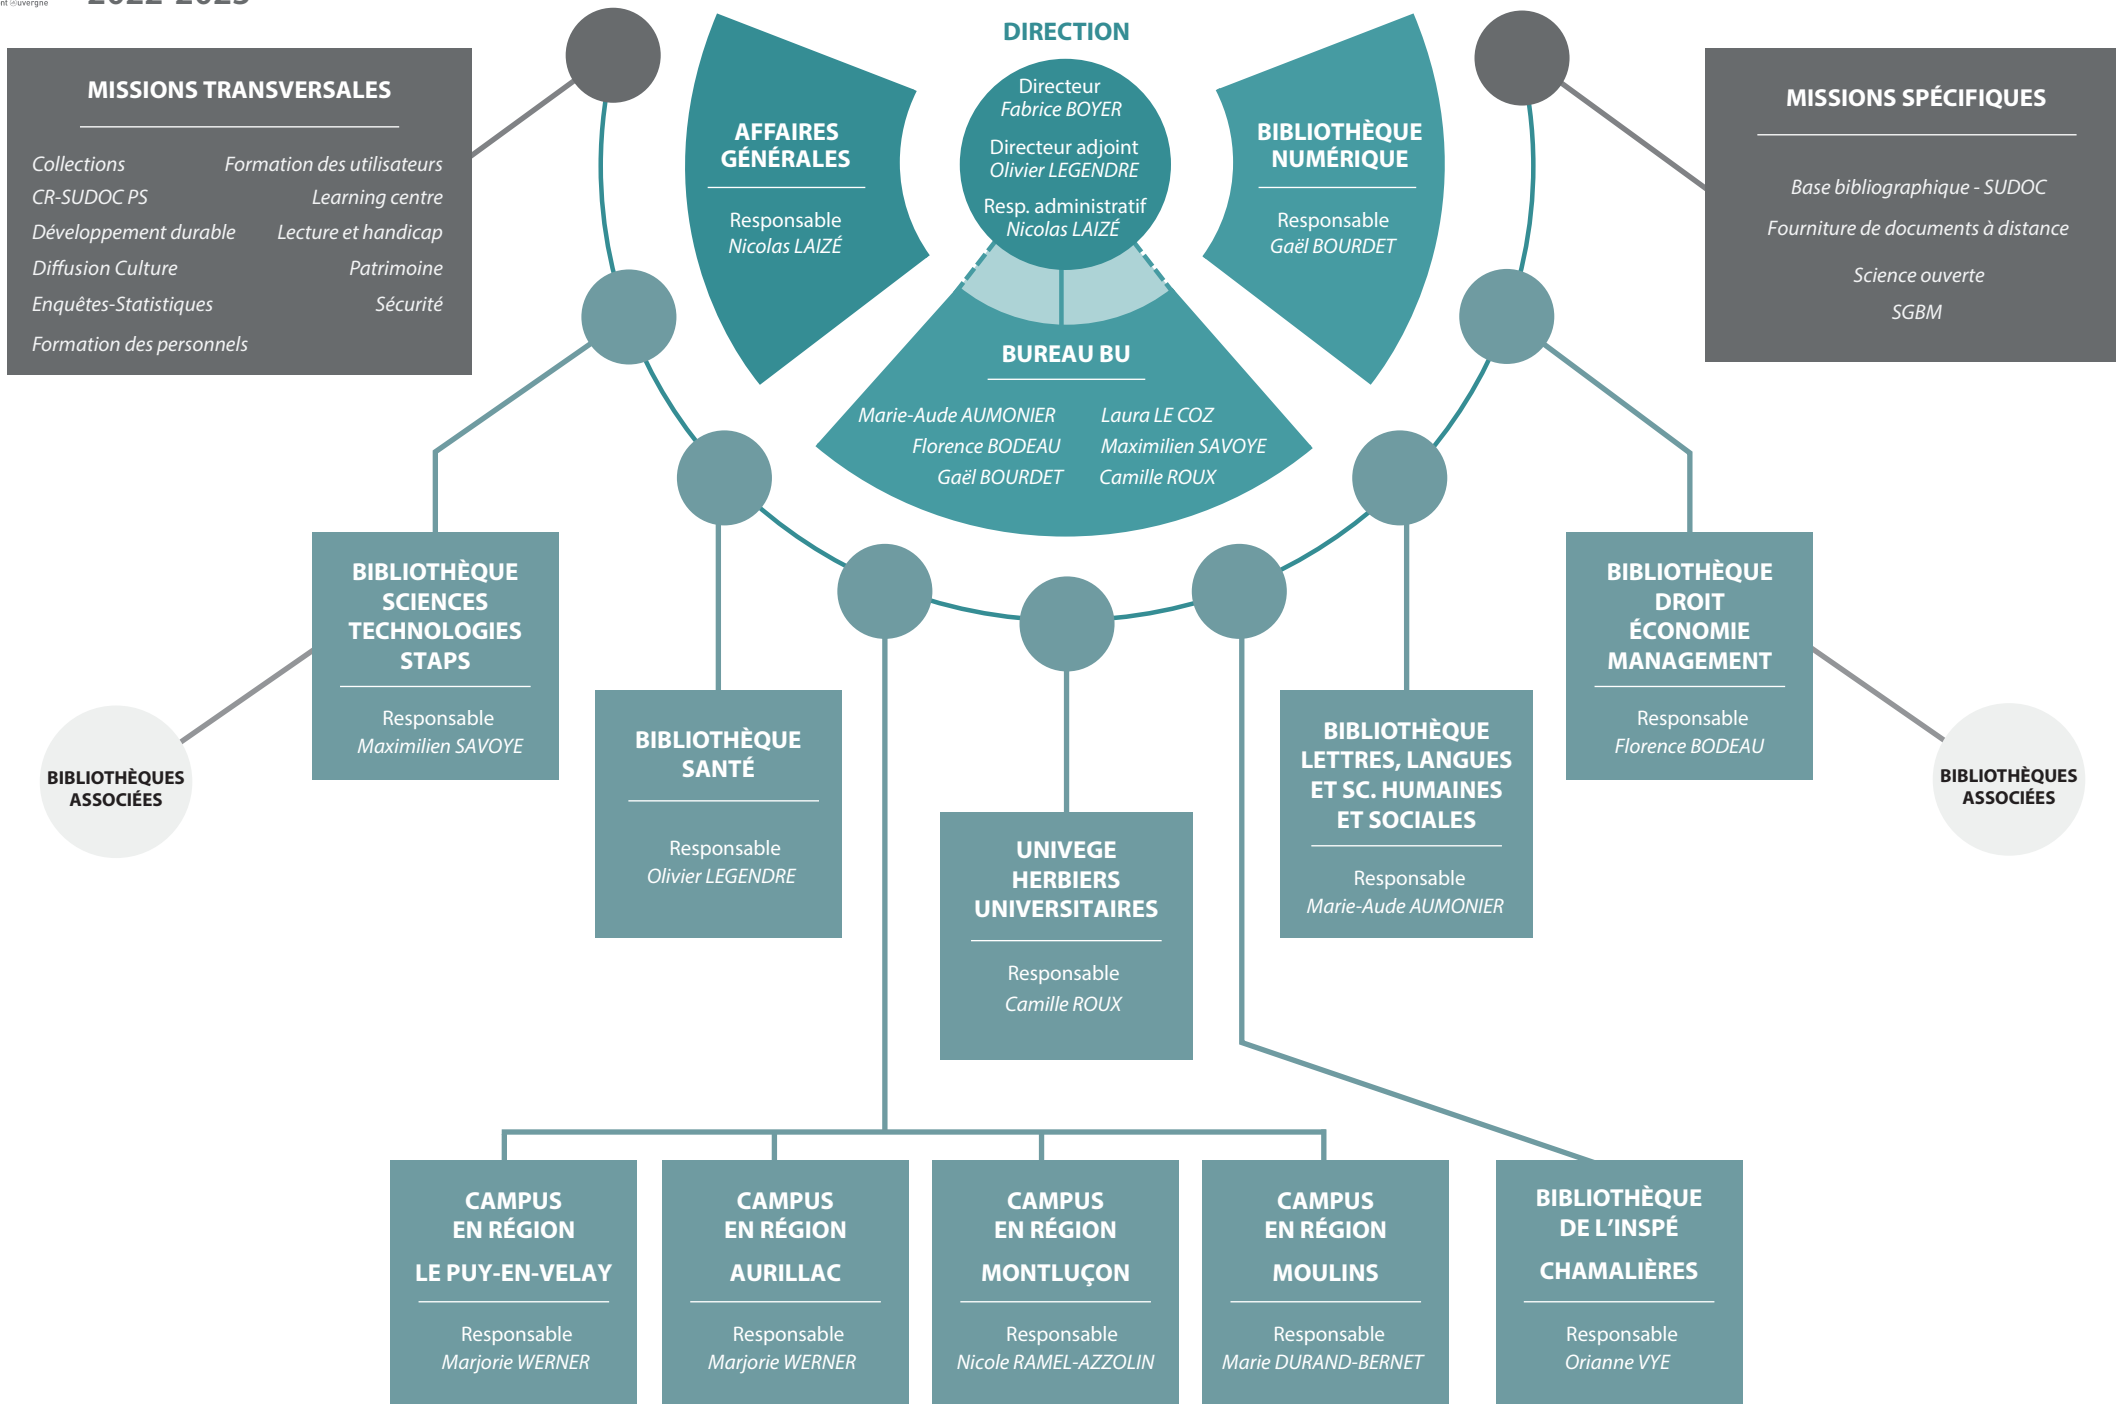 2022-2023
DIRECTION
Directeur
Fabrice BOYER
Directeur adjoint
Olivier LEGENDRE
Resp. administratif
Nicolas LAIZÉ
MISSIONS TRANSVERSALES
Collections
Formation des utilisateurs
CR-SUDOC PS
Learning centre
Développement durable
Lecture et handicap
Diffusion Culture
Patrimoine
Enquêtes-Statistiques
Sécurité
Formation des personnels
AFFAIRES
GÉNÉRALES
Responsable
Nicolas LAIZÉ
BIBLIOTHÈQUE
NUMÉRIQUE
Responsable
Gaël BOURDET
MISSIONS SPÉCIFIQUES
Base bibliographique - SUDOC
Fourniture de documents à distance
Science ouverte
SGBM
BUREAU BU
Marie-Aude AUMONIER
Laura LE COZ
Florence BODEAU
Maximilien SAVOYE
Gaël BOURDET
Camille ROUX
BIBLIOTHÈQUE
SCIENCES
TECHNOLOGIES
STAPS
Responsable
Maximilien SAVOYE
BIBLIOTHÈQUES
ASSOCIÉES
BIBLIOTHÈQUE
SANTÉ
Responsable
Olivier LEGENDRE
UNIVEGE
HERBIERS
UNIVERSITAIRES
Responsable
Camille ROUX
BIBLIOTHÈQUE
LETTRES, LANGUES
ET SC. HUMAINES
ET SOCIALES
Responsable
Marie-Aude AUMONIER
BIBLIOTHÈQUE
DROIT
ÉCONOMIE
MANAGEMENT
Responsable
Florence BODEAU
BIBLIOTHÈQUES
ASSOCIÉES
CAMPUS
EN RÉGION
LE PUY-EN-VELAY
Responsable
Marjorie WERNER
CAMPUS
EN RÉGION
AURILLAC
Responsable
Marjorie WERNER
CAMPUS
EN RÉGION
MONTLUÇON
Responsable
Nicole RAMEL-AZZOLIN
CAMPUS
EN RÉGION
MOULINS
Responsable
Marie DURAND-BERNET
BIBLIOTHÈQUE
DE L'INSPÉ
CHAMALIÈRES
Responsable
Orianne VYE